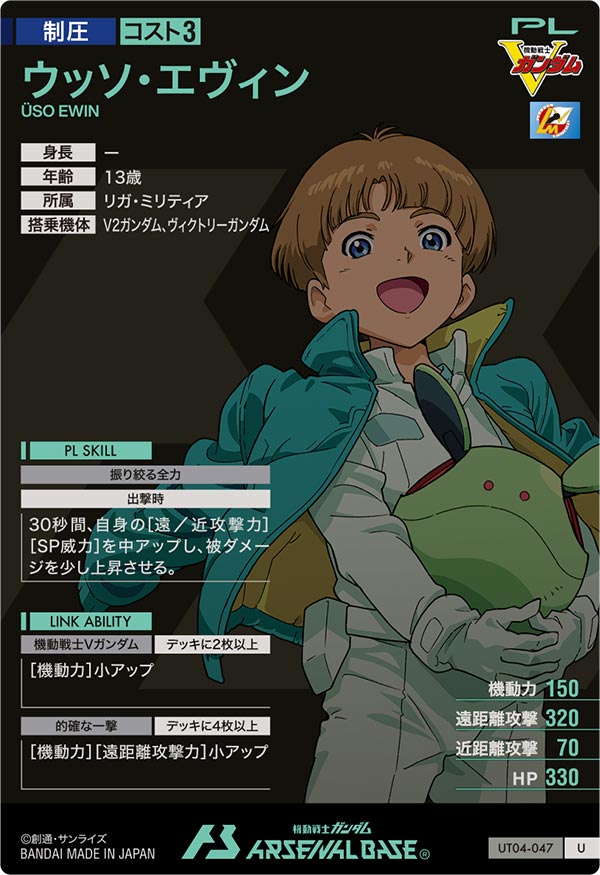 制圧 コスト3
PL
機動戦士
Vガンダム
ウッソ・エヴィン
ÜSO EWIN
LM
身長 ー
年齢 13歳
所属 リガ・ミリティア
搭乗機体 V2ガンダム、ヴィクトリーガンダム
PL SKILL
振り絞る全力
出撃時
30秒間、自身の[遠／近攻撃力]
[SP威力]を中アップし、被ダメー
ジを少し上昇させる。
LINK ABILITY
機動戦士Vガンダム デッキに2枚以上
[機動力]小アップ
的確な一撃 デッキに4枚以上
[機動力][遠距離攻撃力]小アップ
機動力 150
遠距離攻撃 320
近距離攻撃 70
HP 330
©創通・サンライズ
BANDAI MADE IN JAPAN
機動戦士ガンダム
ARSENAL BASE®
UT04-047 U